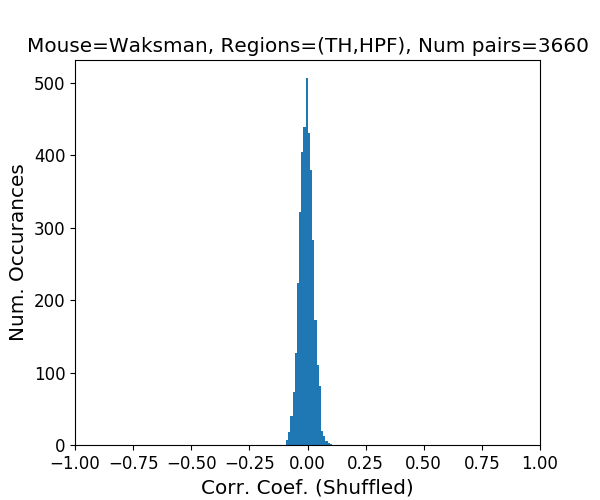 Mouse=Waksman, Regions=(TH,HPF), Num pairs=3660
Num. Occurances
500
400
300
200
100
0
−1.00 −0.75 −0.50 −0.25 0.00 0.25 0.50 0.75 1.00
Corr. Coef. (Shuffled)